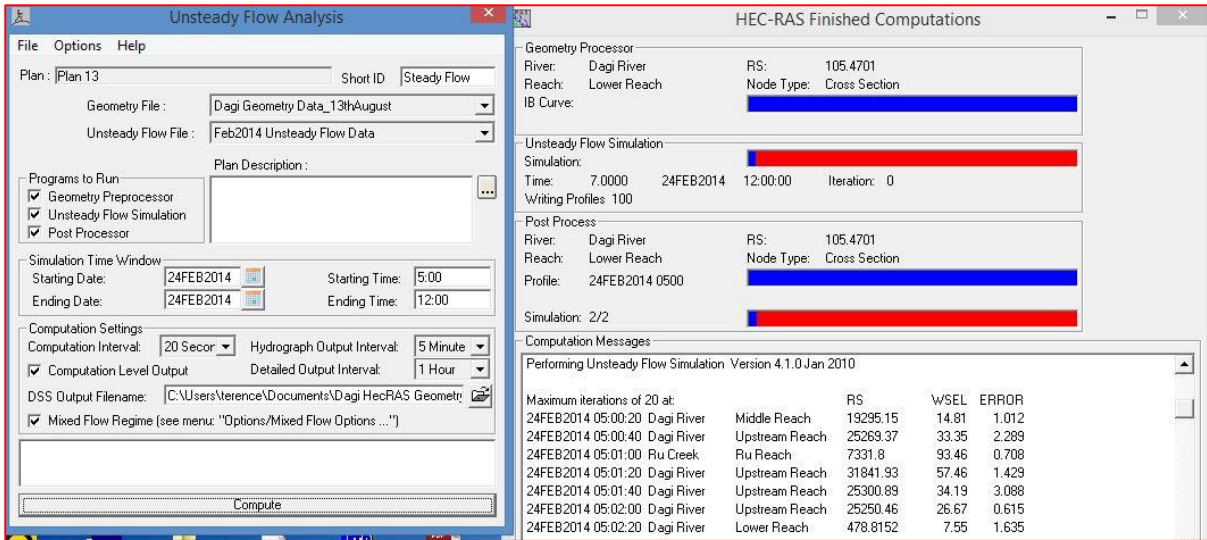 Unsteady Flow Analysis
File Options Help
Plan : Plan 13 Short ID Steady Flow
Geometry File : Dagi Geometry Data_13thAugust
Unsteady Flow File : Feb2014 Unsteady Flow Data
Plan Description :
Programs to Run
Geometry Preprocessor
Unsteady Flow Simulation
Post Processor
...
Simulation Time Window
Starting Date: 24FEB2014 Starting Time: 5:00
Ending Date: 24FEB2014 Ending Time: 12:00
Computation Settings
Computation Interval: 20 Secor Hydrograph Output Interval: 5 Minute
Computation Level Output Detailed Output Interval: 1 Hour
DSS Output Filename: C:\Users\terence\Documents\Dagi HecRAS Geometry
Mixed Flow Regime (see menu: "Options/Mixed Flow Options ...")
Compute
HEC-RAS Finished Computations
Geometry Processor
River: Dagi River RS: 105.4701
Reach: Lower Reach Node Type: Cross Section
IB Curve:
Unsteady Flow Simulation
Simulation:
Time: 7.0000 24FEB2014 12:00:00 Iteration: 0
Writing Profiles 100
Post Process
River: Dagi River RS: 105.4701
Reach: Lower Reach Node Type: Cross Section
Profile: 24FEB2014 0500
Simulation: 2/2
Computation Messages
Performing Unsteady Flow Simulation Version 4.1.0 Jan 2010
Maximum iterations of 20 at: RS WSEL ERROR
24FEB2014 05:00:20 Dagi River Middle Reach 19295.15 14.81 1.012
24FEB2014 05:00:40 Dagi River Upstream Reach 25269.37 33.35 2.289
24FEB2014 05:01:00 Ru Creek Ru Reach 7331.8 93.46 0.708
24FEB2014 05:01:20 Dagi River Upstream Reach 31841.93 57.46 1.429
24FEB2014 05:01:40 Dagi River Upstream Reach 25300.89 34.19 3.088
24FEB2014 05:02:00 Dagi River Upstream Reach 25250.46 26.67 0.615
24FEB2014 05:02:20 Dagi River Lower Reach 478.8152 7.55 1.635